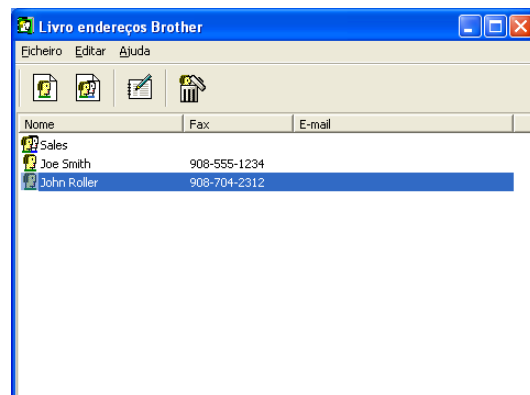 Livro endereços Brother
Ficheiro Editar Ajuda
Nome Fax E-mail
Sales
Joe Smith 908-555-1234
John Roller 908-704-2312